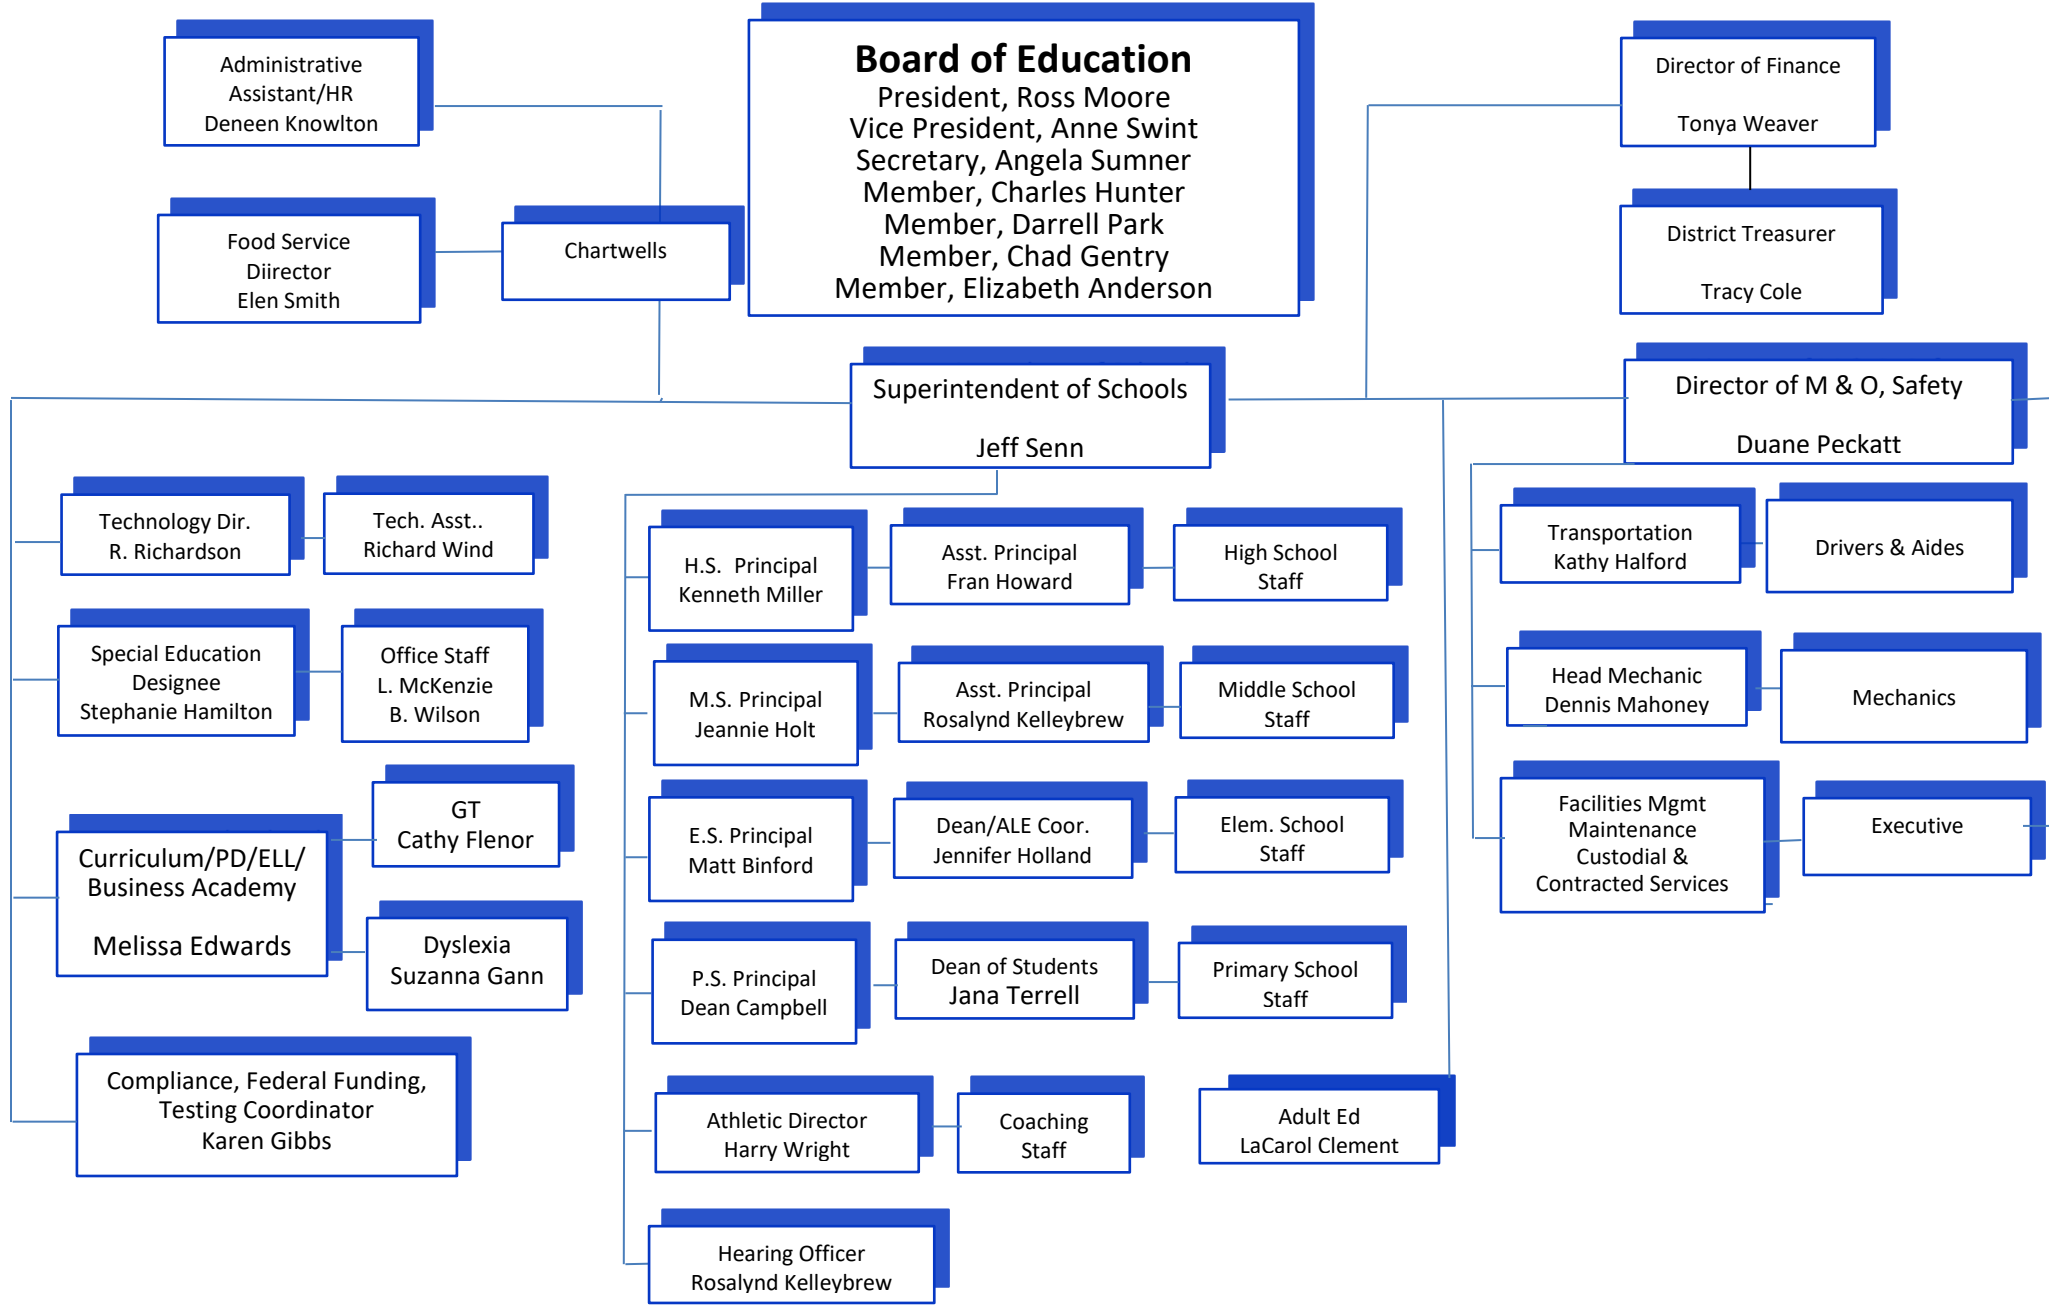 Administrative
Assistant/HR
Deneen Knowlton
Board of Education
President, Ross Moore
Vice President, Anne Swint
Secretary, Angela Sumner
Member, Charles Hunter
Member, Darrell Park
Member, Chad Gentry
Member, Elizabeth Anderson
Director of Finance
Tonya Weaver
Food Service
Diirector
Elen Smith
Chartwells
District Treasurer
Tracy Cole
Superintendent of Schools
Jeff Senn
Director of M & O, Safety
Duane Peckatt
Technology Dir.
R. Richardson
Tech. Asst..
Richard Wind
Special Education
Designee
Stephanie Hamilton
Office Staff
L. McKenzie
B. Wilson
Curriculum/PD/ELL/
Business Academy
Melissa Edwards
GT
Cathy Flenor
Dyslexia
Suzanna Gann
Compliance, Federal Funding,
Testing Coordinator
Karen Gibbs
H.S. Principal
Kenneth Miller
Asst. Principal
Fran Howard
High School
Staff
M.S. Principal
Jeannie Holt
Asst. Principal
Rosalynd Kelleybrew
Middle School
Staff
E.S. Principal
Matt Binford
Dean/ALE Coor.
Jennifer Holland
Elem. School
Staff
P.S. Principal
Dean Campbell
Dean of Students
Jana Terrell
Primary School
Staff
Athletic Director
Harry Wright
Coaching
Staff
Adult Ed
LaCarol Clement
Hearing Officer
Rosalynd Kelleybrew
Transportation
Kathy Halford
Drivers & Aides
Head Mechanic
Dennis Mahoney
Mechanics
Facilities Mgmt
Maintenance
Custodial &
Contracted Services
Executive